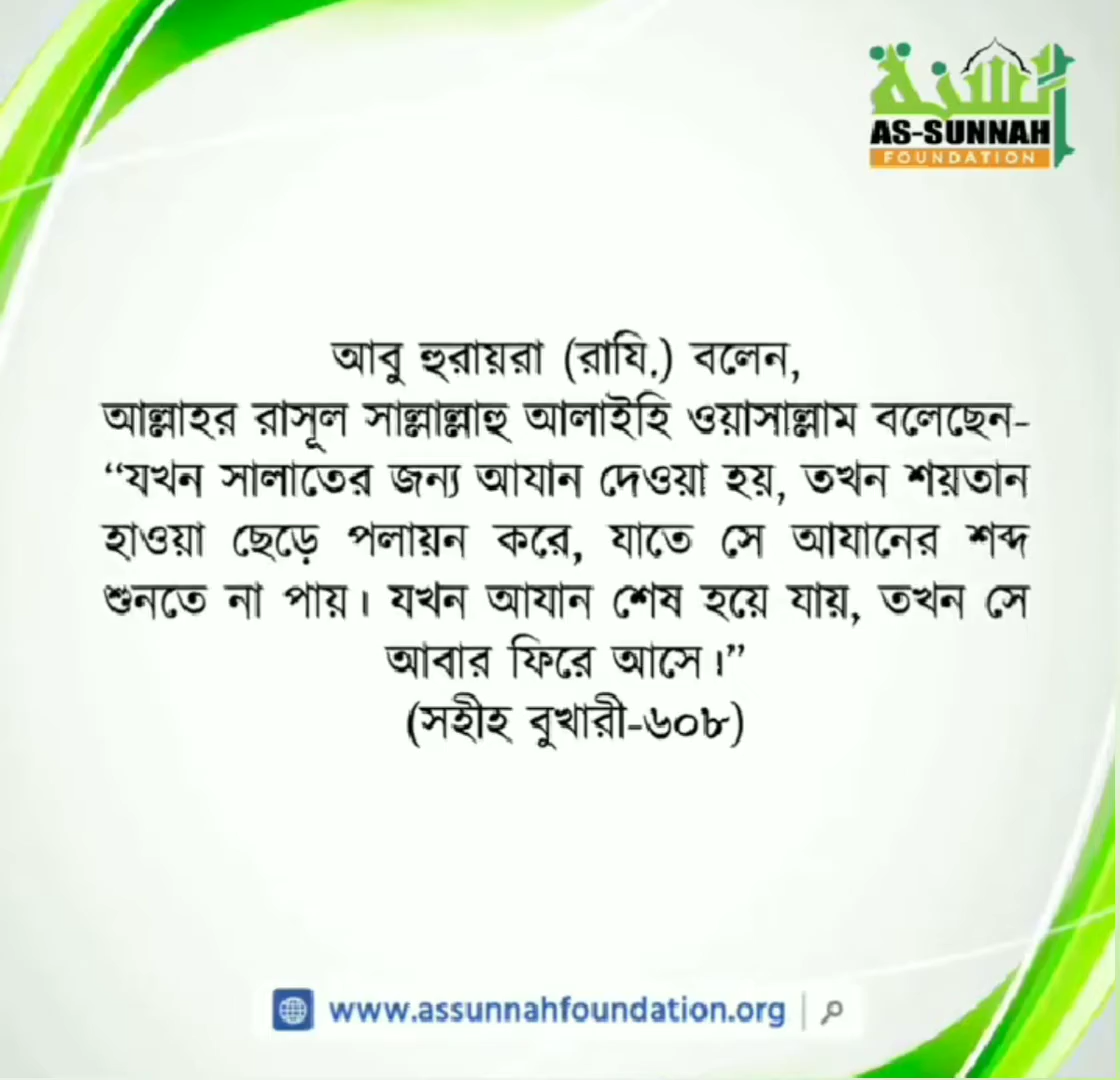 السنة
AS-SUNNAH
FOUNDATION
আবু হুরায়রা (রাযি.) বলেন,
আল্লাহর রাসূল সাল্লাল্লাহু আলাইহি ওয়াসাল্লাম বলেছেন-
“যখন সালাতের জন্য আযান দেওয়া হয়, তখন শয়তান
হাওয়া ছেড়ে পলায়ন করে, যাতে সে আযানের শব্দ
শুনতে না পায়। যখন আযান শেষ হয়ে যায়, তখন সে
আবার ফিরে আসে।”
(সহীহ বুখারী-৬০৮)
www.assunnahfoundation.org